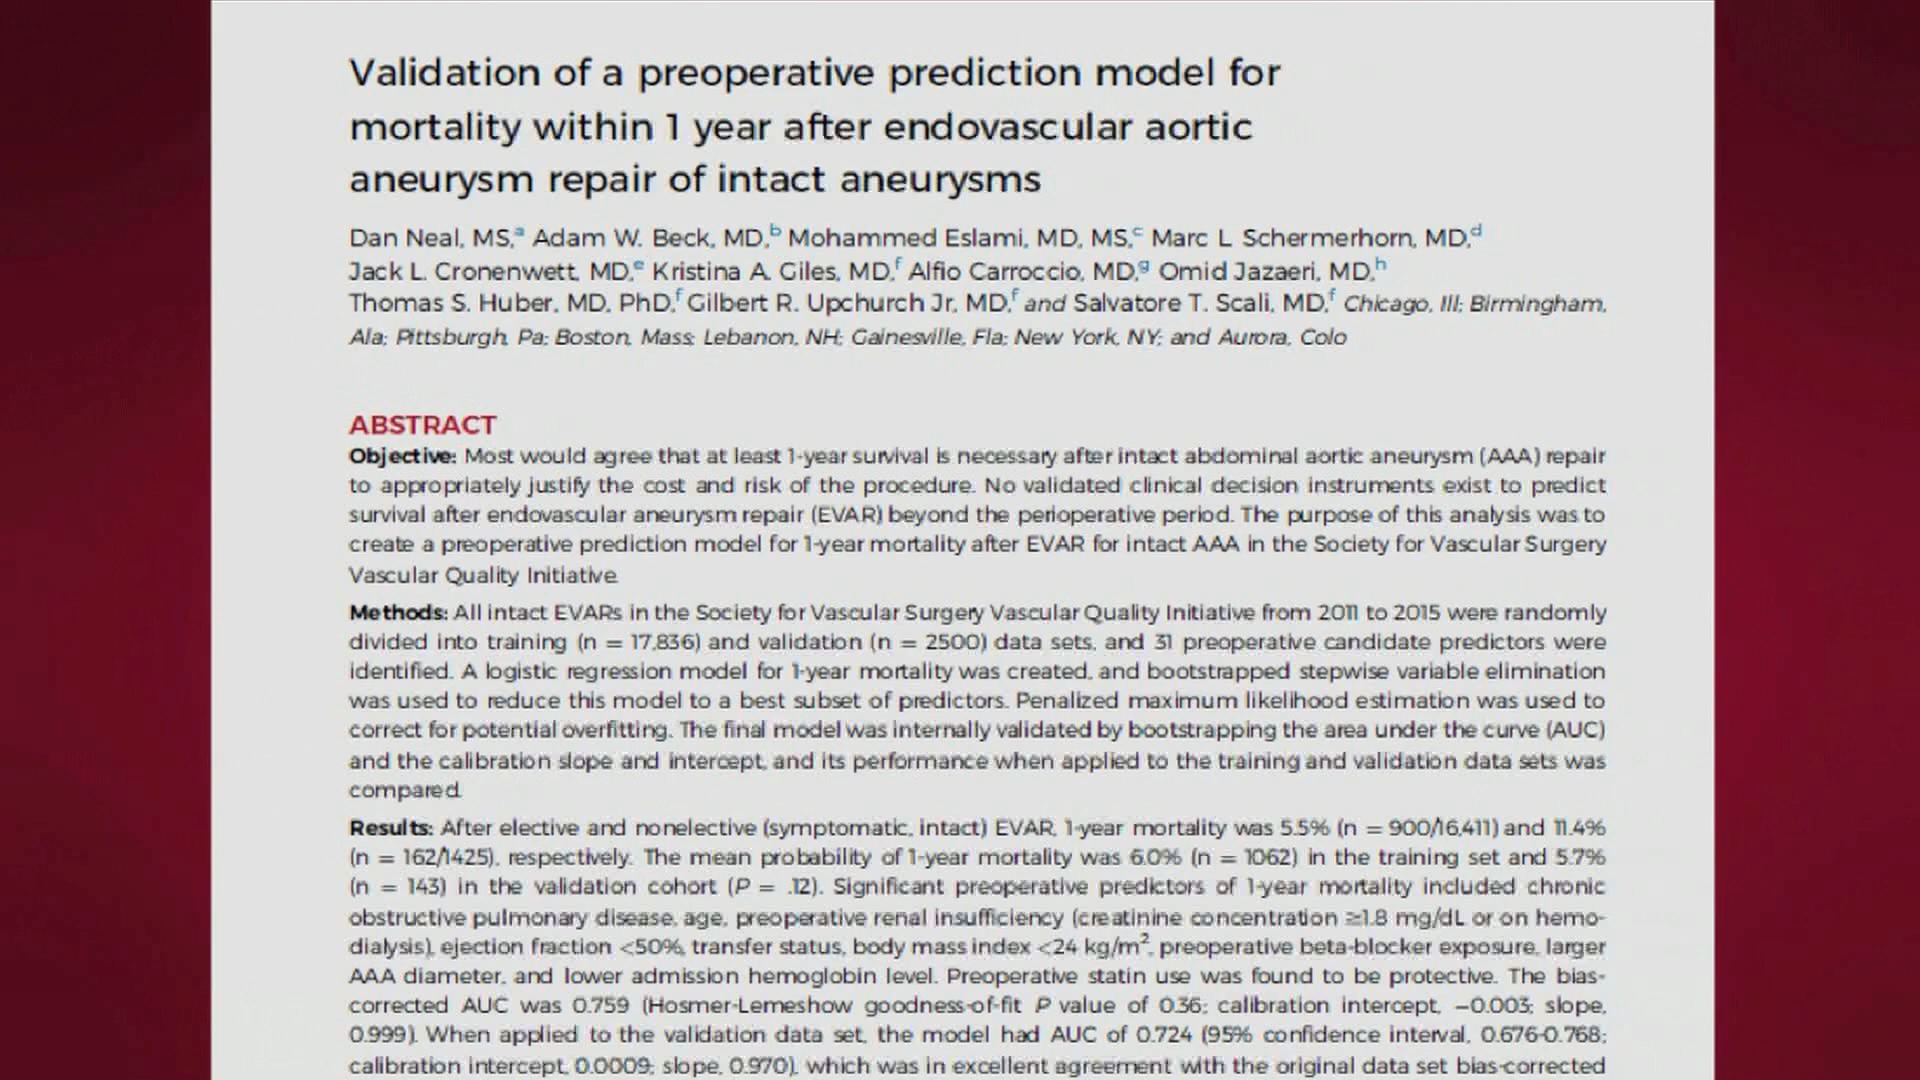 Validation of a preoperative prediction model for
mortality within 1 year after endovascular aortic
aneurysm repair of intact aneurysms
Dan Neal, MS,a Adam W. Beck, MD,b Mohammed Eslami, MD, MS,c Marc L Schermerhorn, MD,d
Jack L. Cronenwett, MD,e Kristina A. Giles, MD,f Alfio Carroccio, MD,g Omid Jazaeri, MD,h
Thomas S. Huber, MD, PhD,f Gilbert R. Upchurch Jr, MD,f and Salvatore T. Scali, MD,f Chicago, Ill; Birmingham,
Ala; Pittsburgh, Pa; Boston, Mass; Lebanon, NH; Gainesville, Fla; New York, NY; and Aurora, Colo
ABSTRACT
Objective: Most would agree that at least 1-year survival is necessary after intact abdominal aortic aneurysm (AAA) repair
to appropriately justify the cost and risk of the procedure. No validated clinical decision instruments exist to predict
survival after endovascular aneurysm repair (EVAR) beyond the perioperative period. The purpose of this analysis was to
create a preoperative prediction model for 1-year mortality after EVAR for intact AAA in the Society for Vascular Surgery
Vascular Quality Initiative.
Methods: All intact EVARs in the Society for Vascular Surgery Vascular Quality Initiative from 2011 to 2015 were randomly
divided into training (n = 17,836) and validation (n = 2500) data sets, and 31 preoperative candidate predictors were
identified. A logistic regression model for 1-year mortality was created, and bootstrapped stepwise variable elimination
was used to reduce this model to a best subset of predictors. Penalized maximum likelihood estimation was used to
correct for potential overfitting. The final model was internally validated by bootstrapping the area under the curve (AUC)
and the calibration slope and intercept, and its performance when applied to the training and validation data sets was
compared.
Results: After elective and nonelective (symptomatic, intact) EVAR, 1-year mortality was 5.5% (n = 900/16,411) and 11.4%
(n = 162/1425), respectively. The mean probability of 1-year mortality was 6.0% (n = 1062) in the training set and 5.7%
(n = 143) in the validation cohort (P = .12). Significant preoperative predictors of 1-year mortality included chronic
obstructive pulmonary disease, age, preoperative renal insufficiency (creatinine concentration ≥1.8 mg/dL or on hemo-
dialysis), ejection fraction <50%, transfer status, body mass index <24 kg/m², preoperative beta-blocker exposure, larger
AAA diameter, and lower admission hemoglobin level. Preoperative statin use was found to be protective. The bias-
corrected AUC was 0.759 (Hosmer-Lemeshow goodness-of-fit P value of 0.36; calibration intercept, −0.003; slope,
0.999). When applied to the validation data set, the model had AUC of 0.724 (95% confidence interval, 0.676-0.768;
calibration intercept, 0.0009; slope, 0.970), which was in excellent agreement with the original data set bias-corrected